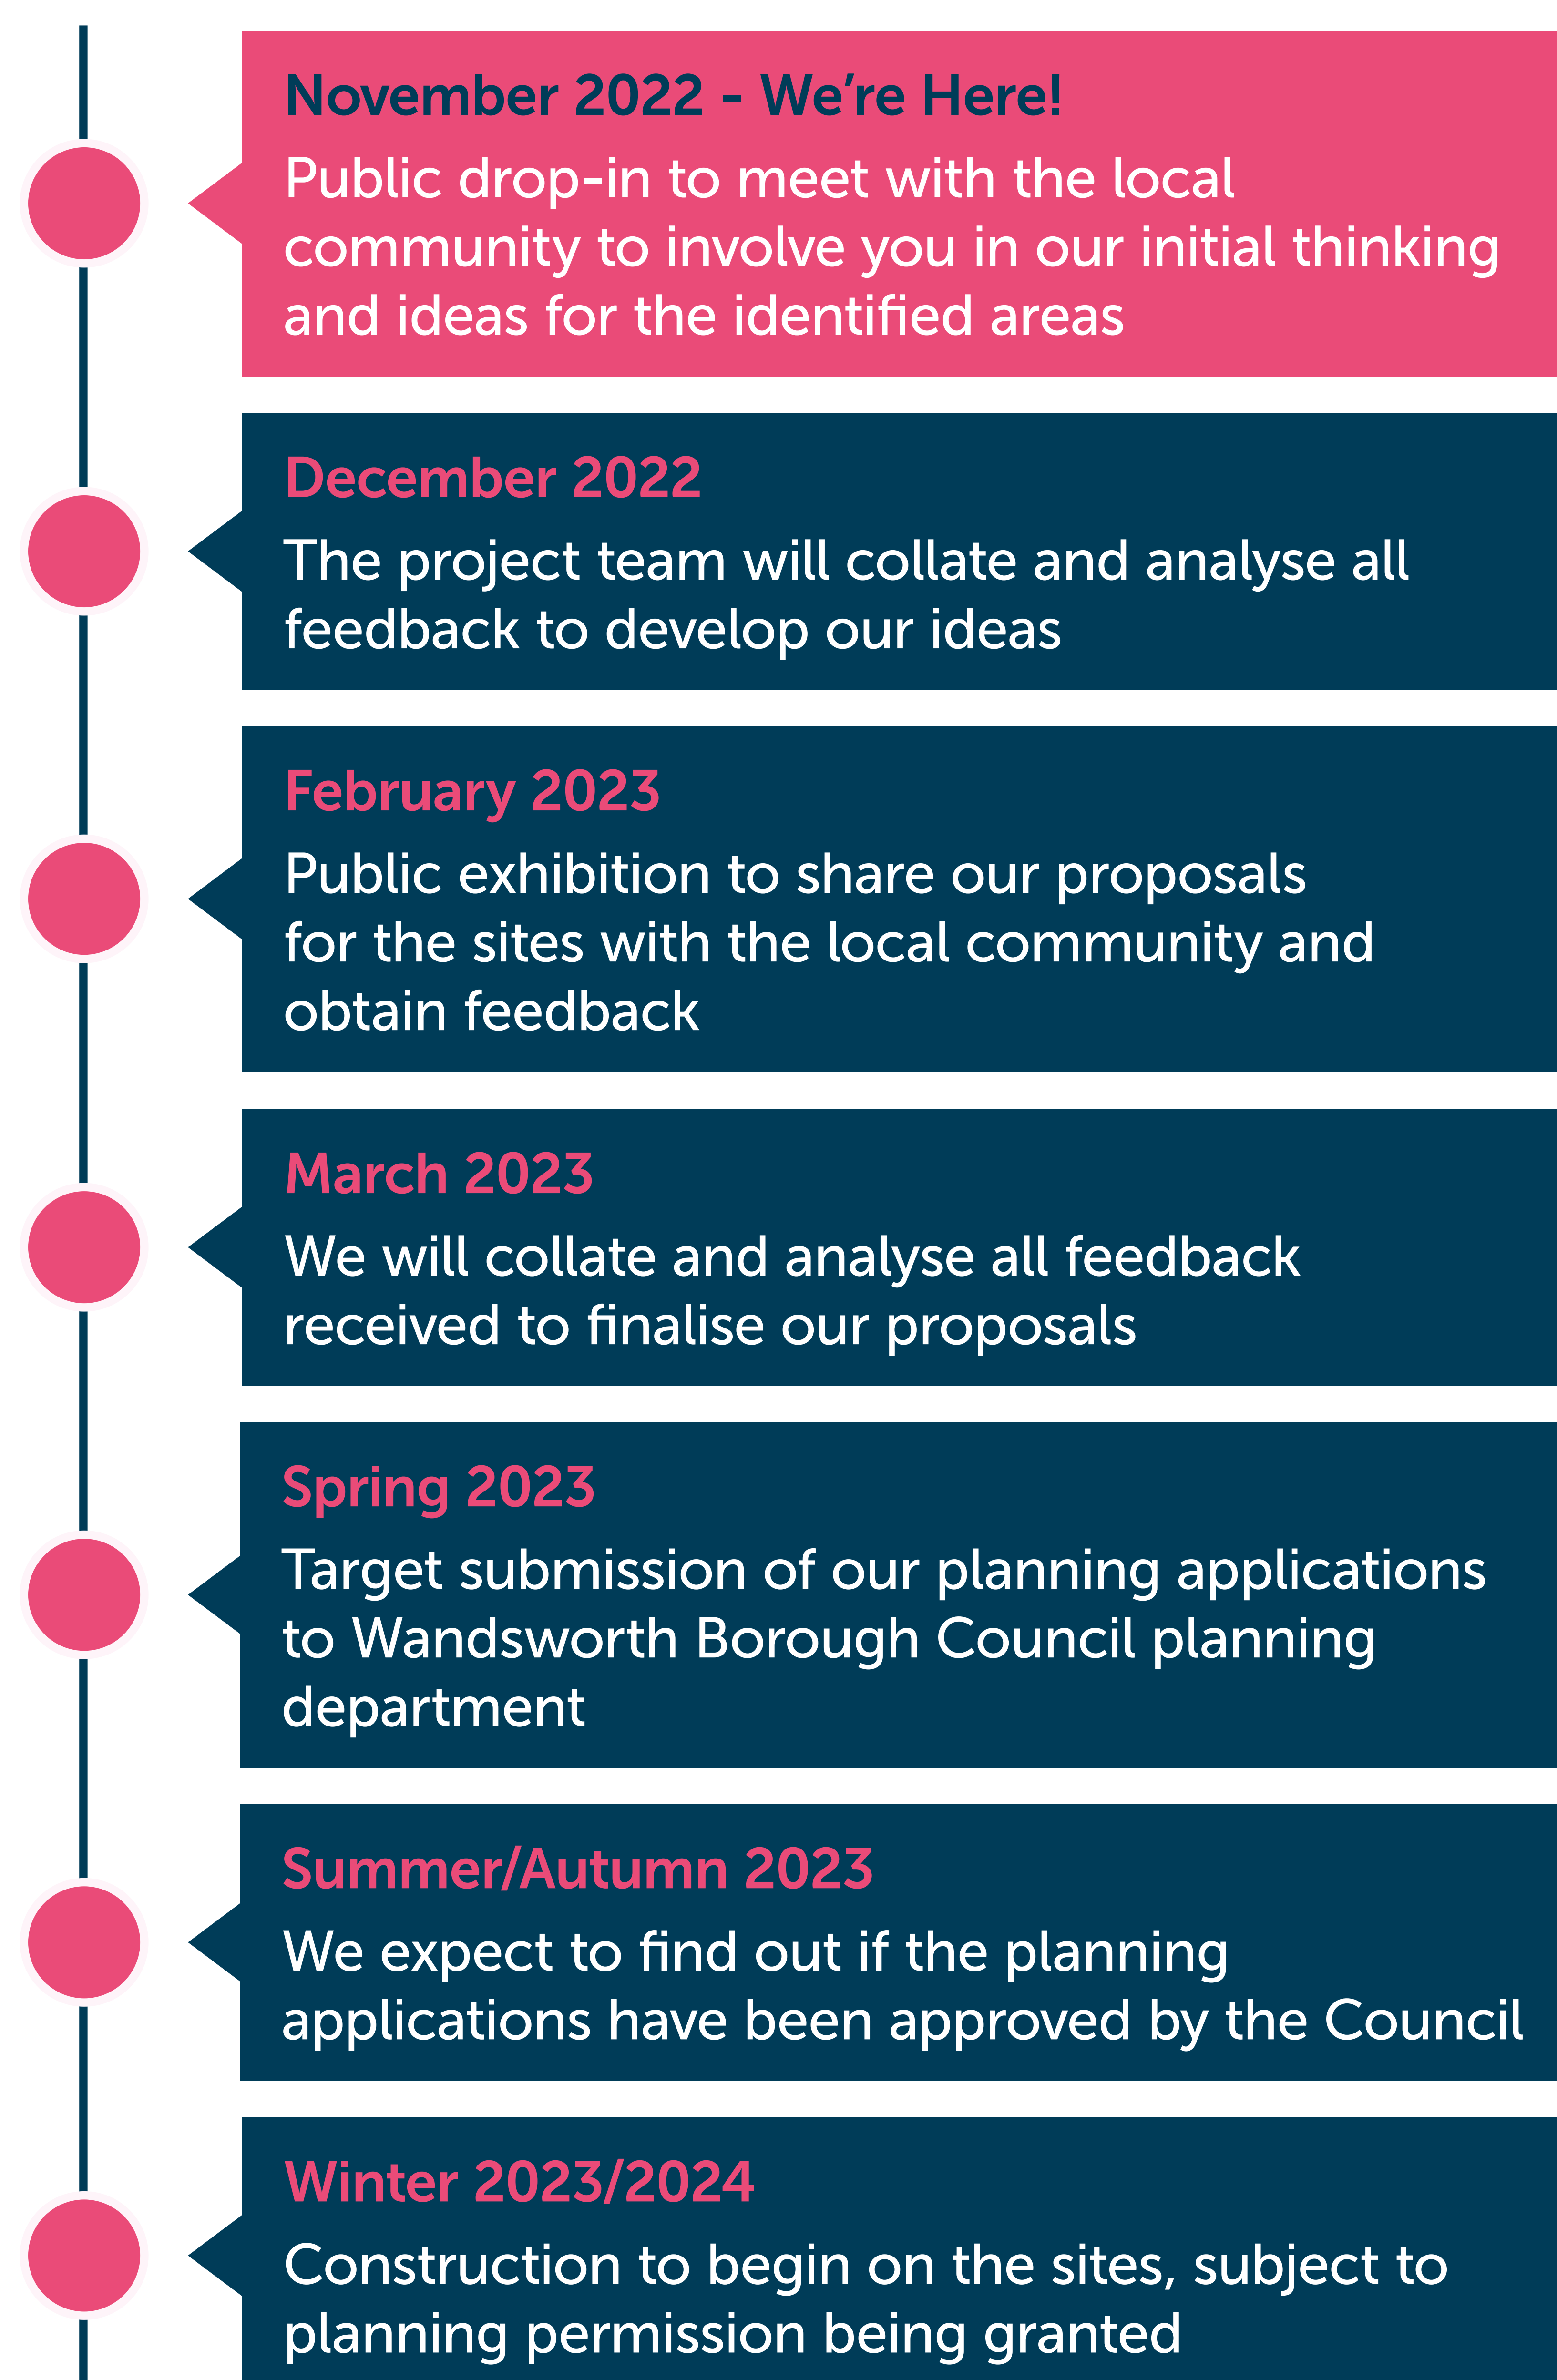 November 2022 - We’re Here!
Public drop-in to meet with the local
community to involve you in our initial thinking
and ideas for the identified areas
December 2022
The project team will collate and analyse all
feedback to develop our ideas
February 2023
Public exhibition to share our proposals
for the sites with the local community and
obtain feedback
March 2023
We will collate and analyse all feedback
received to finalise our proposals
Spring 2023
Target submission of our planning applications
to Wandsworth Borough Council planning
department
Summer/Autumn 2023
We expect to find out if the planning
applications have been approved by the Council
Winter 2023/2024
Construction to begin on the sites, subject to
planning permission being granted